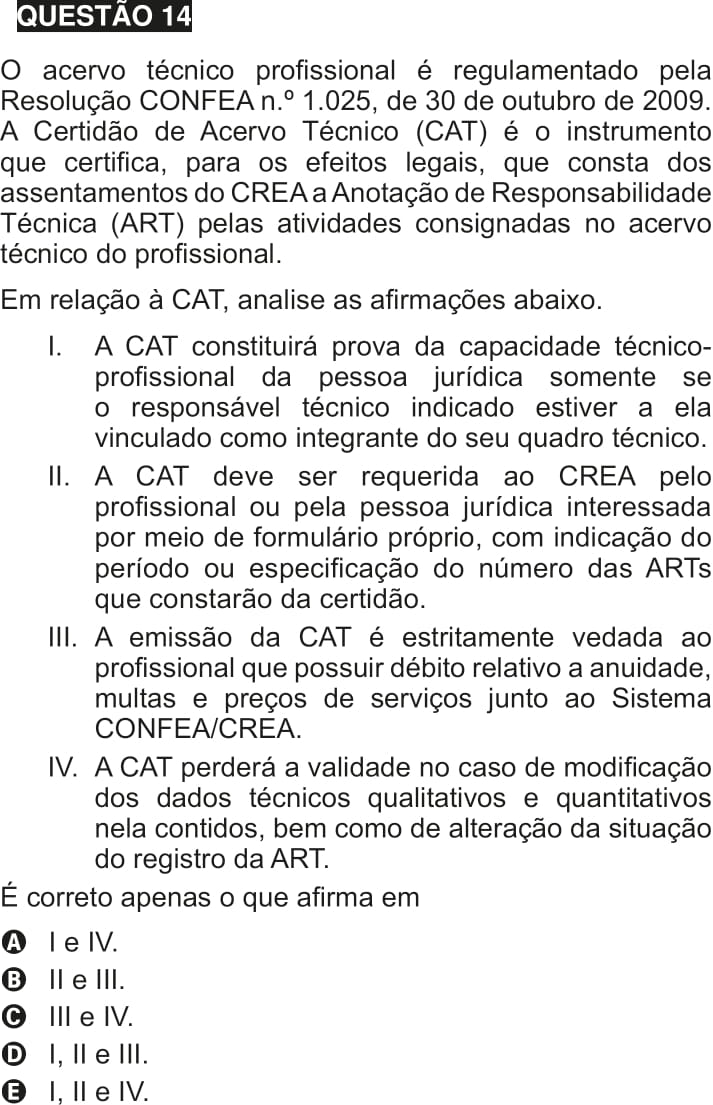 QUESTÃO 14
O acervo técnico profissional é regulamentado pela
Resolução CONFEA n.º 1.025, de 30 de outubro de 2009.
A Certidão de Acervo Técnico (CAT) é o instrumento
que certifica, para os efeitos legais, que consta dos
assentamentos do CREA a Anotação de Responsabilidade
Técnica (ART) pelas atividades consignadas no acervo
técnico do profissional.
Em relação à CAT, analise as afirmações abaixo.
I. A CAT constituirá prova da capacidade técnico-
profissional da pessoa jurídica somente se
o responsável técnico indicado estiver a ela
vinculado como integrante do seu quadro técnico.
II. A CAT deve ser requerida ao CREA pelo
profissional ou pela pessoa jurídica interessada
por meio de formulário próprio, com indicação do
período ou especificação do número das ARTs
que constarão da certidão.
III. A emissão da CAT é estritamente vedada ao
profissional que possuir débito relativo a anuidade,
multas e preços de serviços junto ao Sistema
CONFEA/CREA.
IV. A CAT perderá a validade no caso de modificação
dos dados técnicos qualitativos e quantitativos
nela contidos, bem como de alteração da situação
do registro da ART.
É correto apenas o que afirma em
A I e IV.
B II e III.
C III e IV.
D I, II e III.
E I, II e IV.